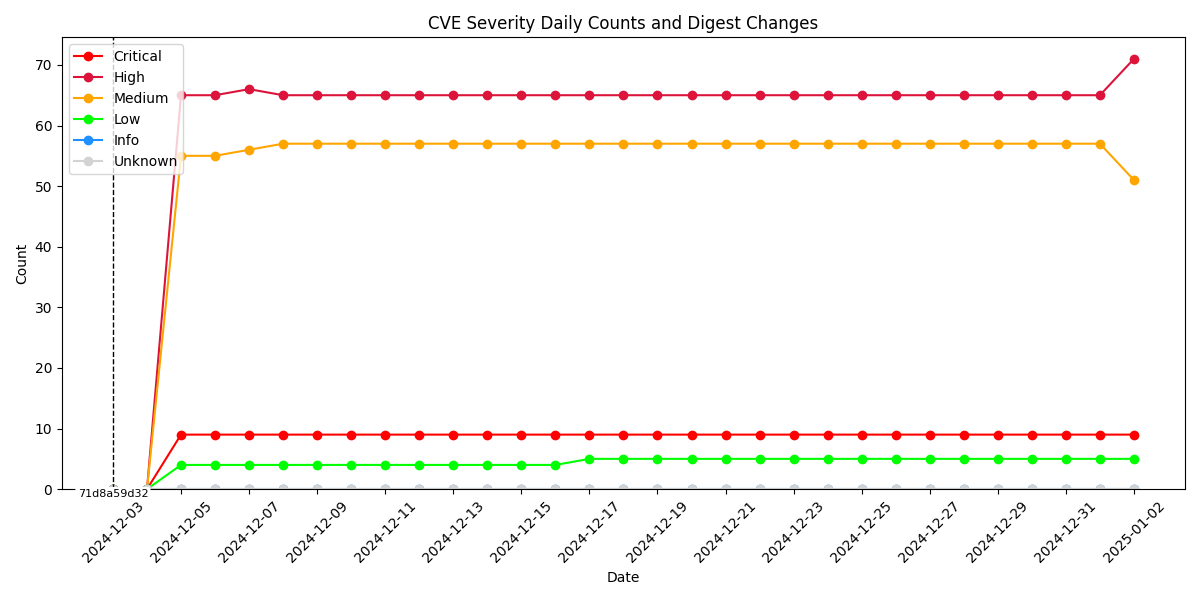 CVE Severity Daily Counts and Digest Changes
Critical
High
Medium
Low
Info
Unknown
Count
70
60
50
40
30
20
10
0
71d8a59d32
2024-12-03
2024-12-05
2024-12-07
2024-12-09
2024-12-11
2024-12-13
2024-12-15
2024-12-17
2024-12-19
2024-12-21
2024-12-23
2024-12-25
2024-12-27
2024-12-29
2024-12-31
2025-01-02
Date